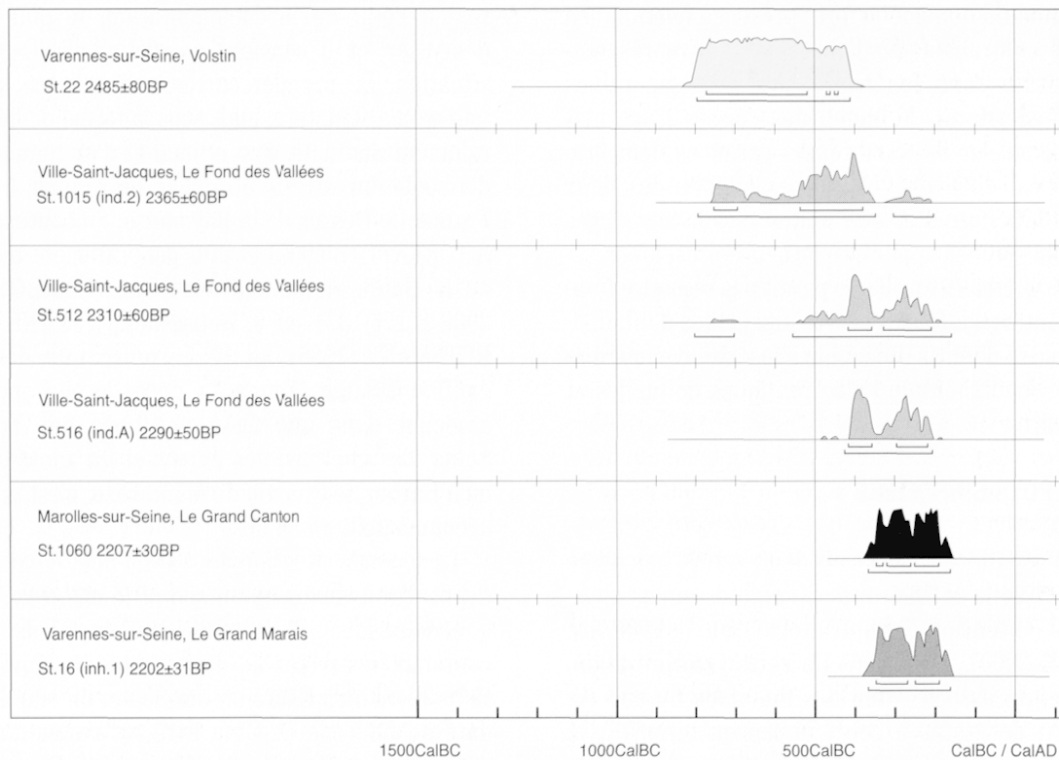 Varennes-sur-Seine, Volstin
St.22 2485±80BP
Ville-Saint-Jacques, Le Fond des Vallées
St.1015 (ind.2) 2365±60BP
Ville-Saint-Jacques, Le Fond des Vallées
St.512 2310±60BP
Ville-Saint-Jacques, Le Fond des Vallées
St.516 (ind.A) 2290±50BP
Marolles-sur-Seine, Le Grand Canton
St.1060 2207±30BP
Varennes-sur-Seine, Le Grand Marais
St.16 (inh.1) 2202±31BP
1500CalBC 1000CalBC 500CalBC CalBC / CalAD